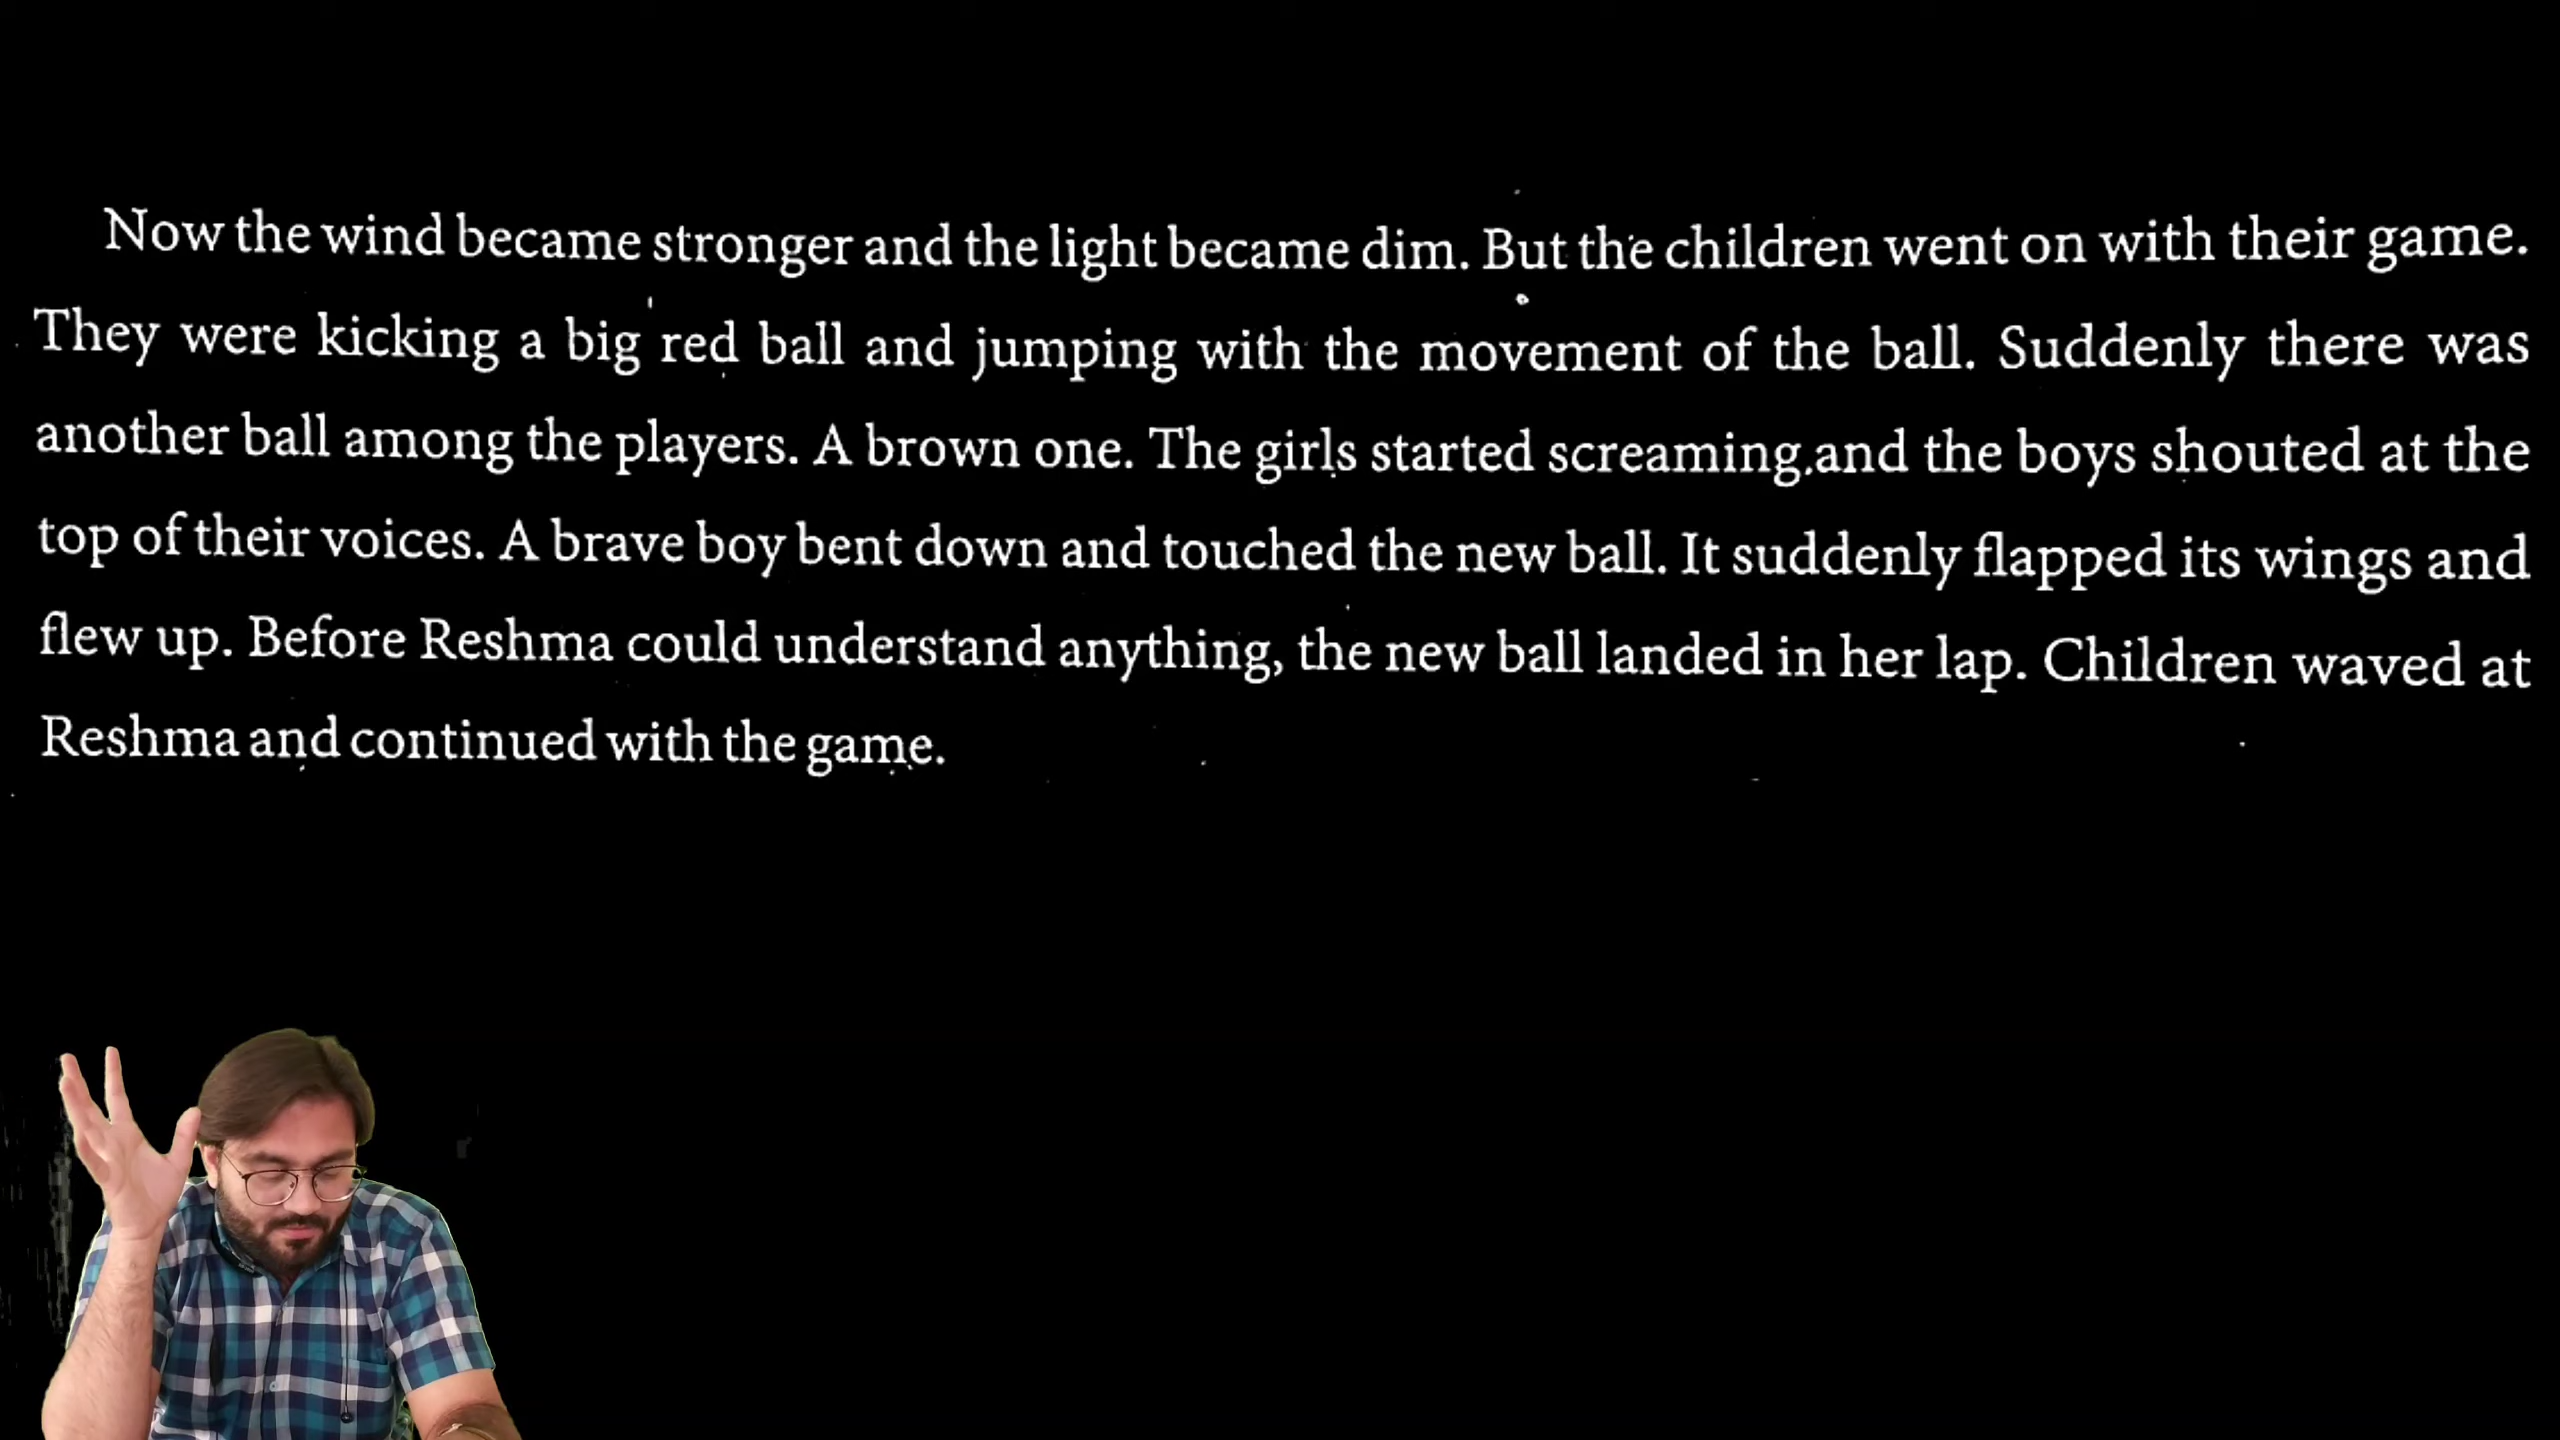 Now the wind became stronger and the light became dim. But the children went on with their game.
They were kicking a big red ball and jumping with the movement of the ball. Suddenly there was
another ball among the players. A brown one. The girls started screaming and the boys shouted at the
top of their voices. A brave boy bent down and touched the new ball. It suddenly flapped its wings and
flew up. Before Reshma could understand anything, the new ball landed in her lap. Children waved at
Reshma and continued with the game.